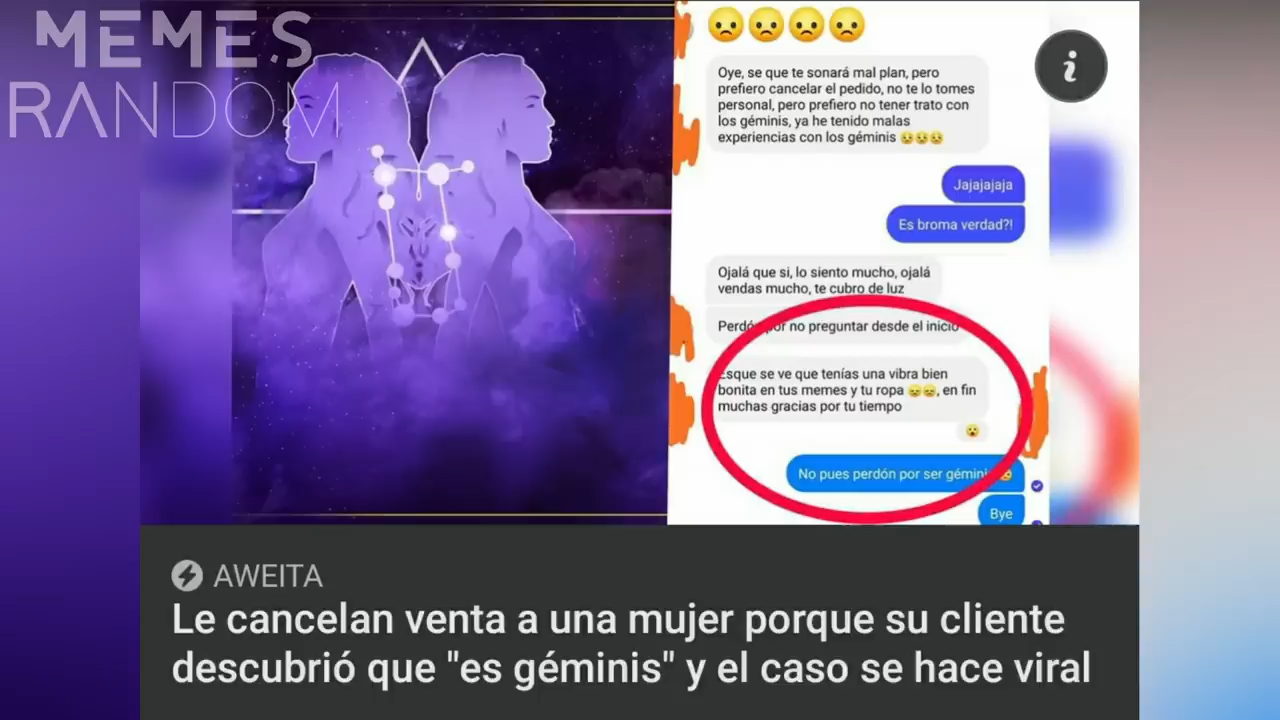 MEMES
RANDOM
Oye, se que te sonará mal plan, pero
prefiero cancelar el pedido, no te lo tomes
personal, pero prefiero no tener trato con
los géminis, ya he tenido malas
experiencias con los géminis
Jajajajaja
Es broma verdad?!
Ojalá que si, lo siento mucho, ojalá
vendas mucho, te cubro de luz
Perdón por no preguntar desde el inicio
Esque se ve que tenías una vibra bien
bonita en tus memes y tu ropa 😞😞, en fin
muchas gracias por tu tiempo
No pues perdón por ser géminis
Bye
AWEITA
Le cancelan venta a una mujer porque su cliente
descubrió que "es géminis" y el caso se hace viral